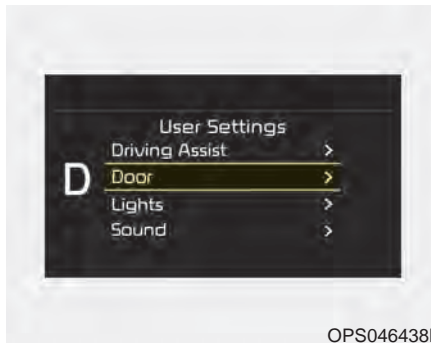 User Settings
Driving Assist >
D
Door >
Lights >
Sound >
OPS046438